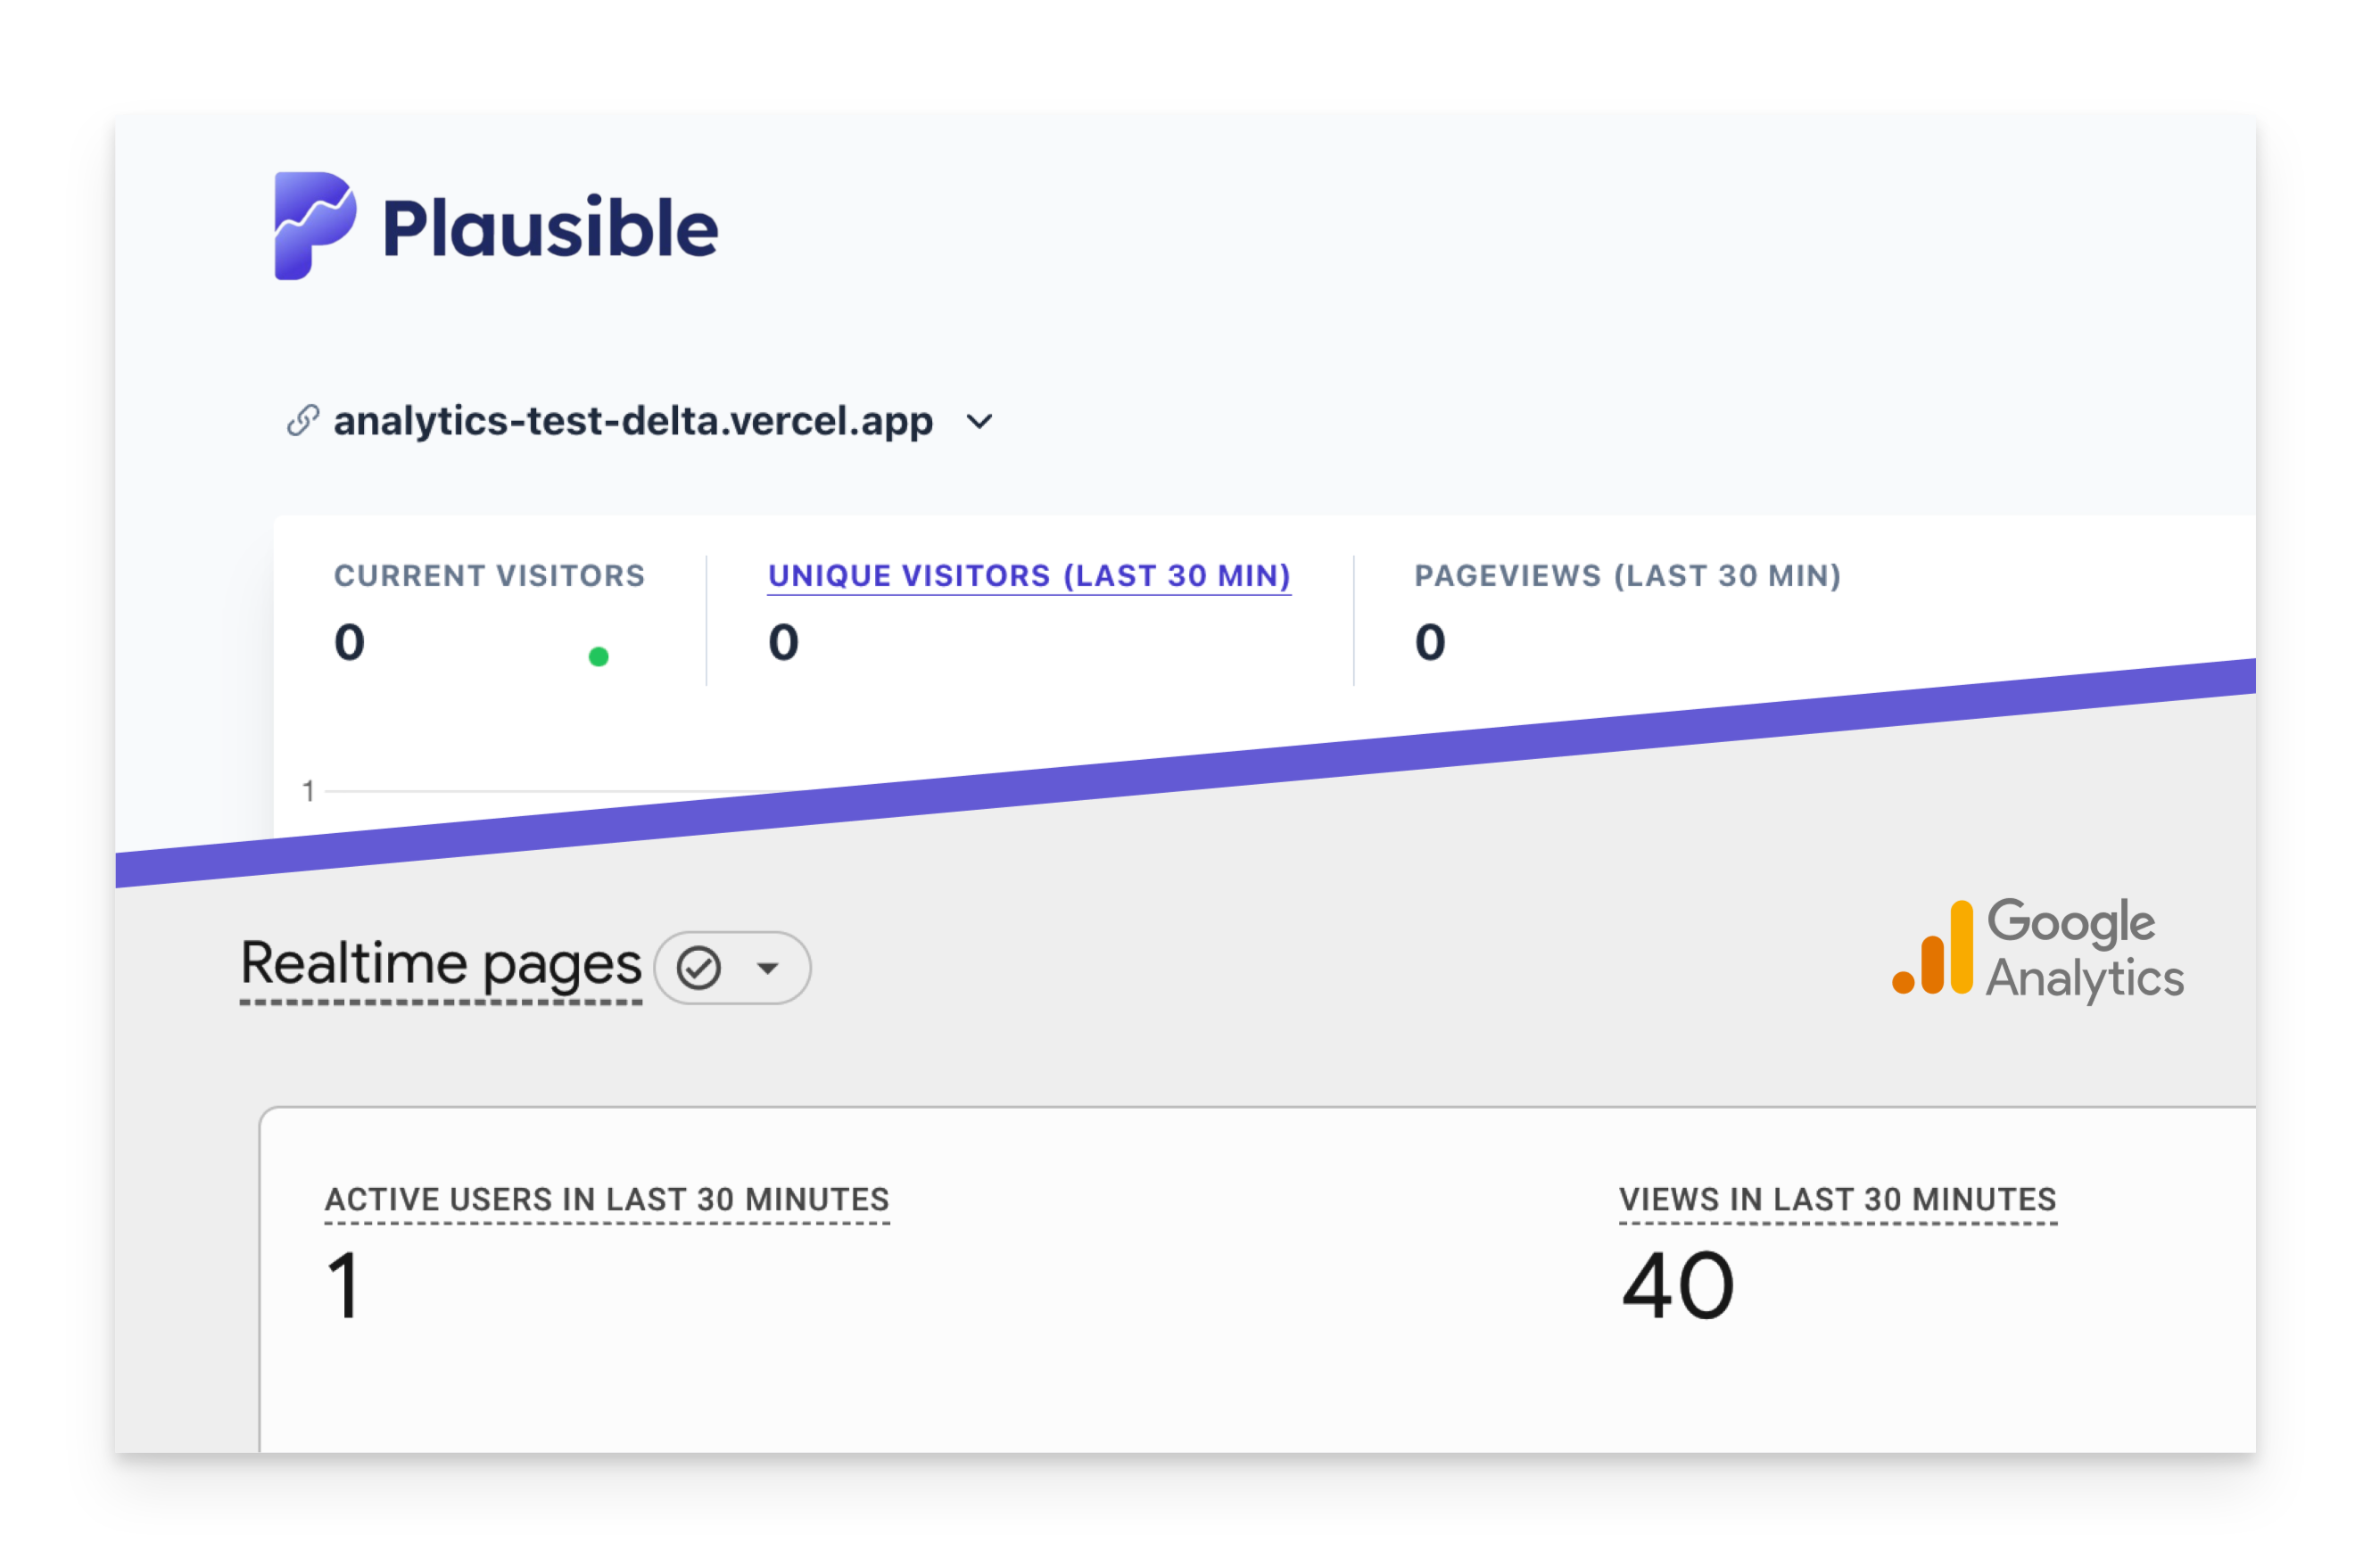 Plausible
analytics-test-delta.vercel.app
CURRENT VISITORS
0
UNIQUE VISITORS (LAST 30 MIN)
0
PAGEVIEWS (LAST 30 MIN)
0
1
Realtime pages
Google
Analytics
ACTIVE USERS IN LAST 30 MINUTES
1
VIEWS IN LAST 30 MINUTES
40